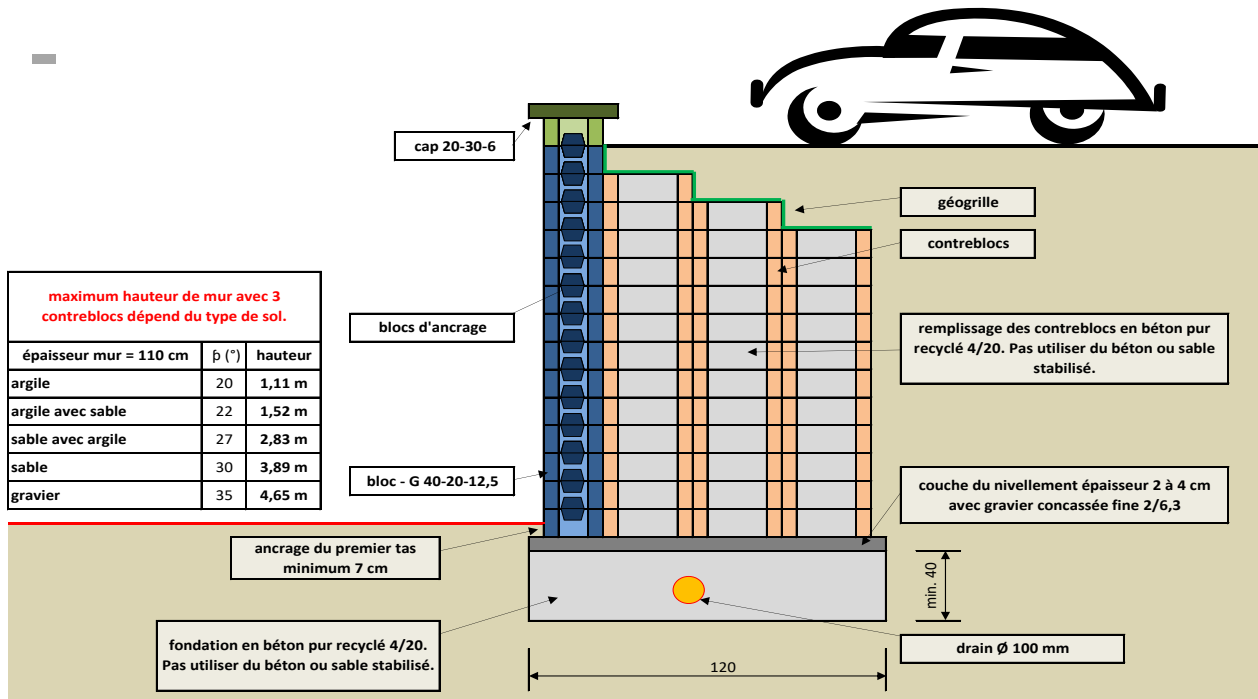 cap 20-30-6
géogrille
contreblocs
maximum hauteur de mur avec 3
contreblocs dépend du type de sol.
épaisseur mur = 110 cm þ (°) hauteur
argile 20 1,11 m
argile avec sable 22 1,52 m
sable avec argile 27 2,83 m
sable 30 3,89 m
gravier 35 4,65 m
blocs d'ancrage
remplissage des contreblocs en béton pur
recyclé 4/20. Pas utiliser du béton ou sable
stabilisé.
bloc - G 40-20-12,5
couche du nivellement épaisseur 2 à 4 cm
avec gravier concassée fine 2/6,3
ancrage du premier tas
minimum 7 cm
min. 40
fondation en béton pur recyclé 4/20.
Pas utiliser du béton ou sable stabilisé.
drain Ø 100 mm
120